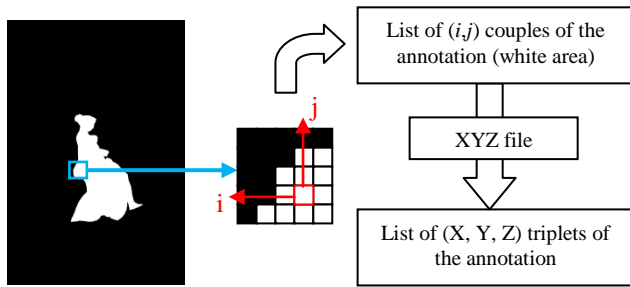 List of (i,j) couples of the
annotation (white area)
j
XYZ file
i
List of (X, Y, Z) triplets of
the annotation